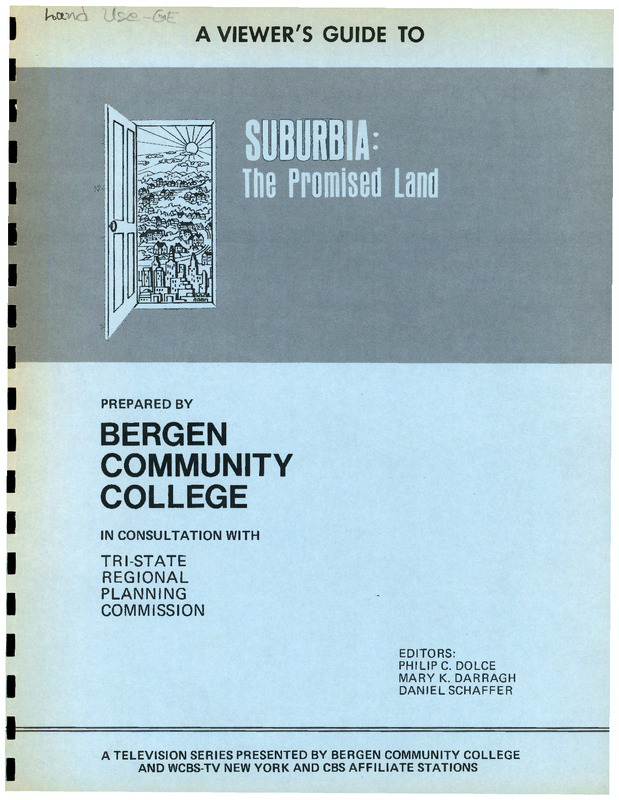 Land Use-GE
A VIEWER'S GUIDE TO
SUBURBIA:
The Promised Land
PREPARED BY
BERGEN
COMMUNITY
COLLEGE
IN CONSULTATION WITH
TRI-STATE
REGIONAL
PLANNING
COMMISSION
EDITORS:
PHILIP C. DOLCE
MARY K. DARRAGH
DANIEL SCHAFFER
A TELEVISION SERIES PRESENTED BY BERGEN COMMUNITY COLLEGE
AND WCBS-TV NEW YORK AND CBS AFFILIATE STATIONS